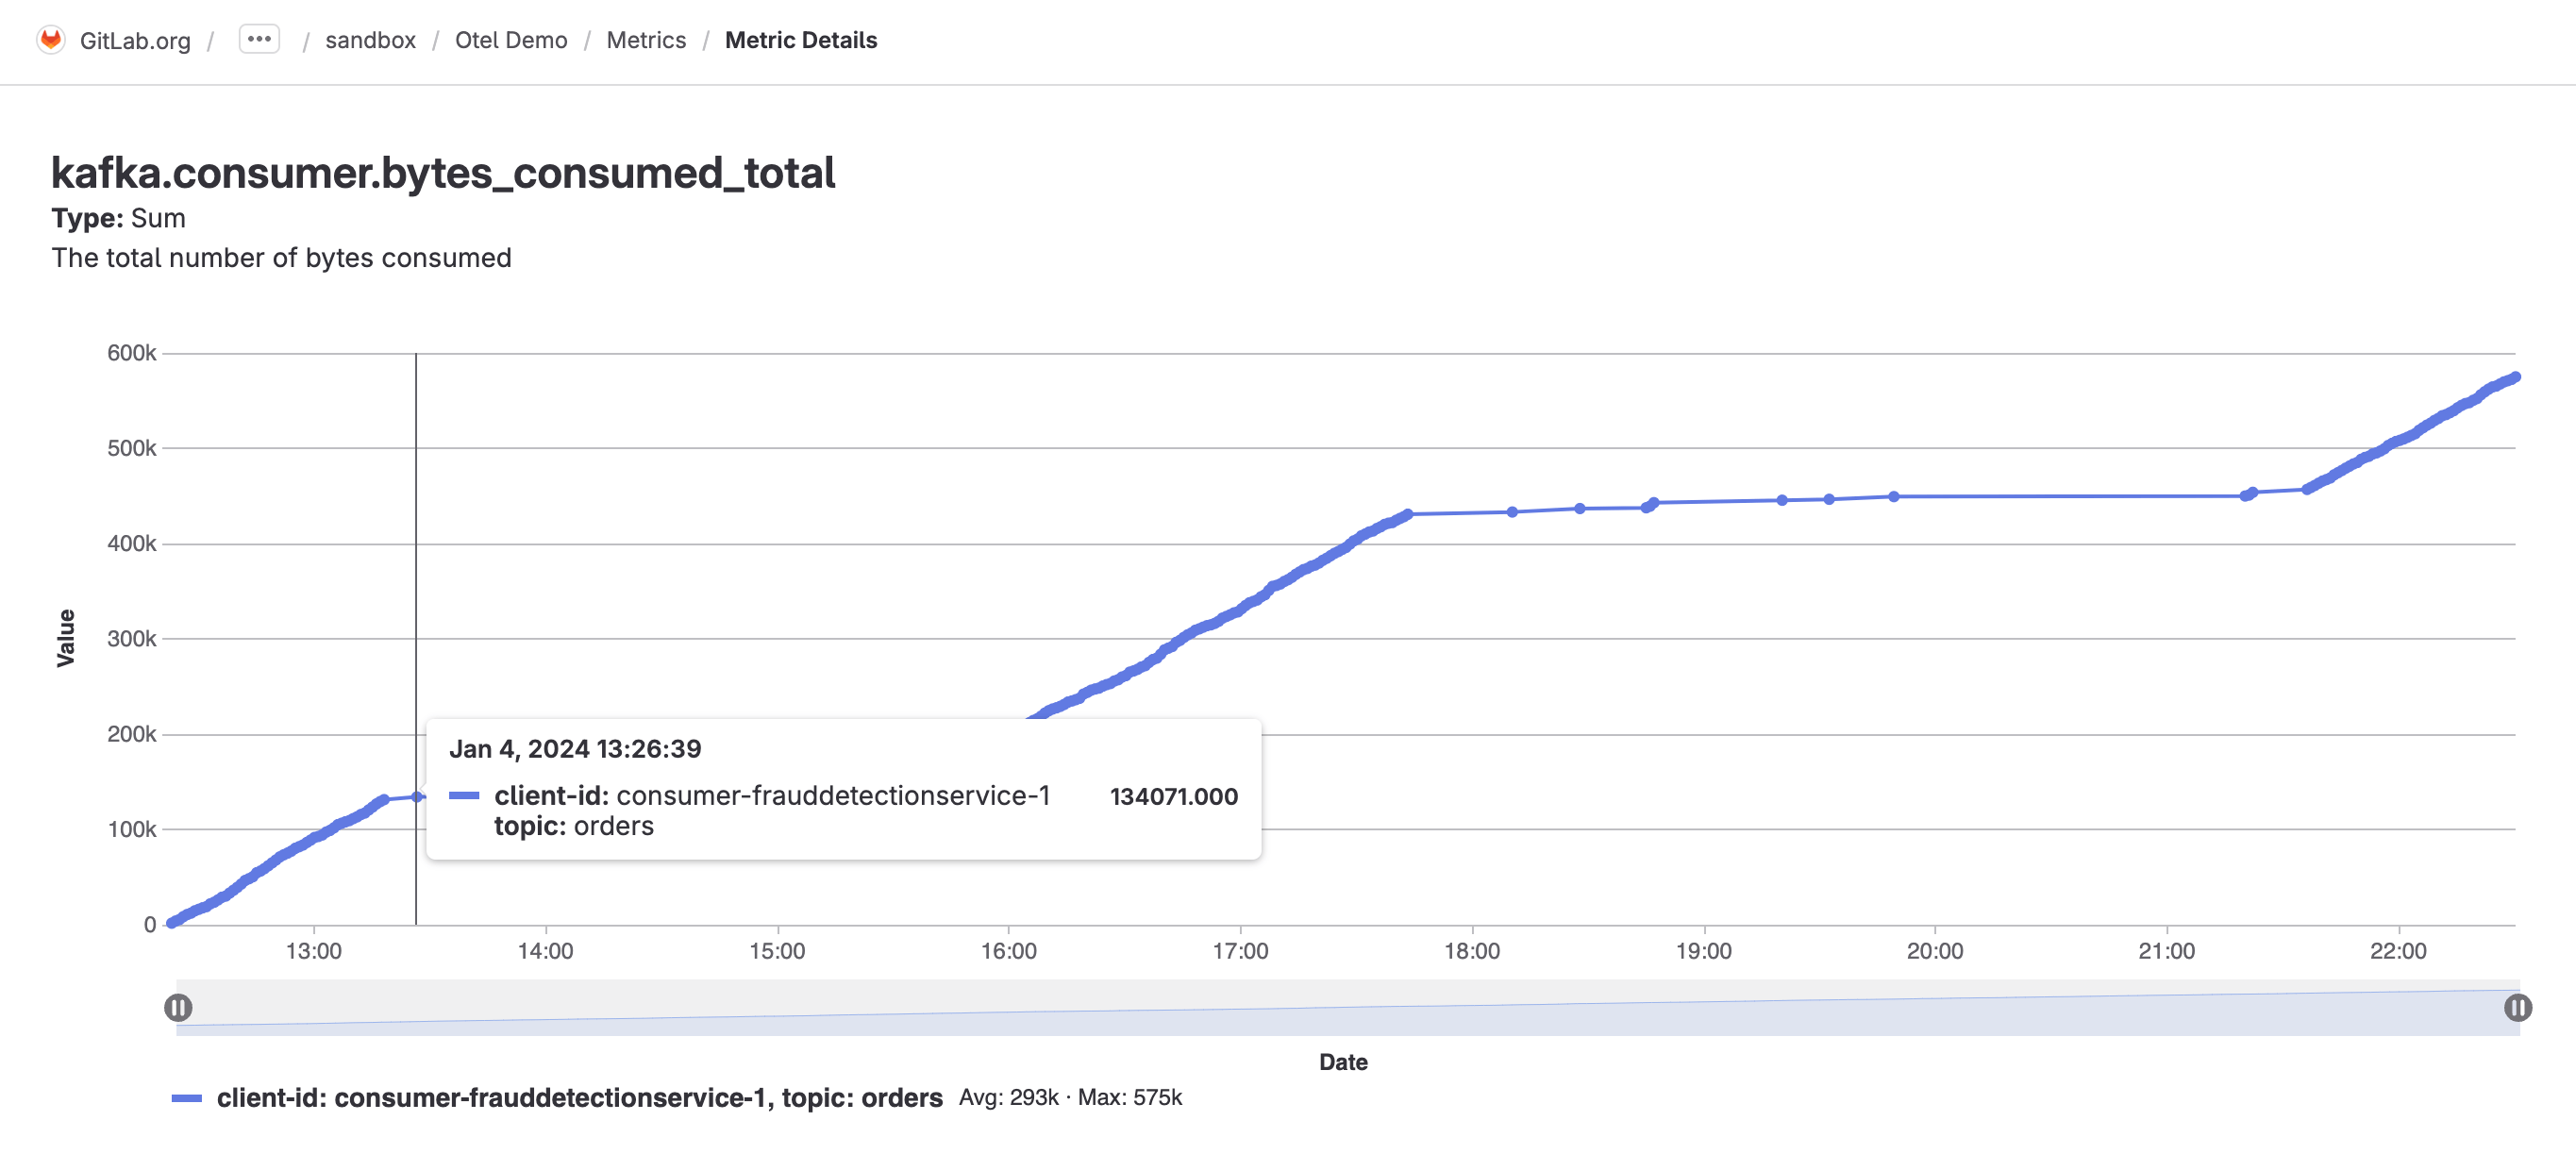 GitLab.org / ••• / sandbox / Otel Demo / Metrics / Metric Details
kafka.consumer.bytes_consumed_total
Type: Sum
The total number of bytes consumed
600k
500k
400k
300k
200k
100k
0
Value
Jan 4, 2024 13:26:39
client-id: consumer-frauddetectionservice-1 134071.000
topic: orders
13:00 14:00 15:00 16:00 17:00 18:00 19:00 20:00 21:00 22:00
Date
client-id: consumer-frauddetectionservice-1, topic: orders Avg: 293k · Max: 575k